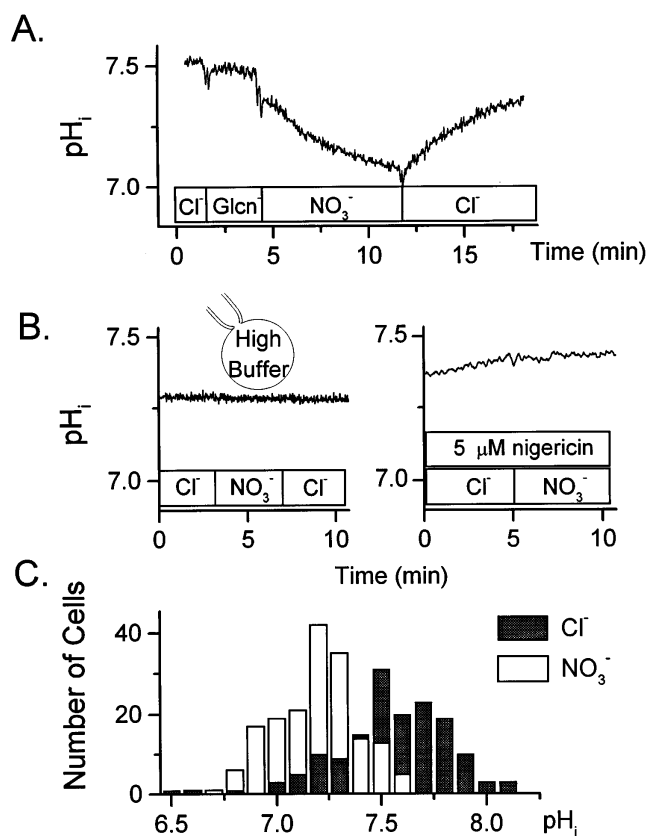 A.
7.5
7.0
pHi
Cl⁻ Glcn⁻ NO₃⁻ Cl⁻
0 5 10 15 Time (min)
B.
7.5
7.0
pHi
High
Buffer
Cl⁻ NO₃⁻ Cl⁻
0 5 10
7.5
7.0
5 μM nigericin
Cl⁻ NO₃⁻
0 5 10
Time (min)
C.
Number of Cells
40
20
0
Cl⁻
NO₃⁻
6.5 7.0 7.5 8.0 pHi